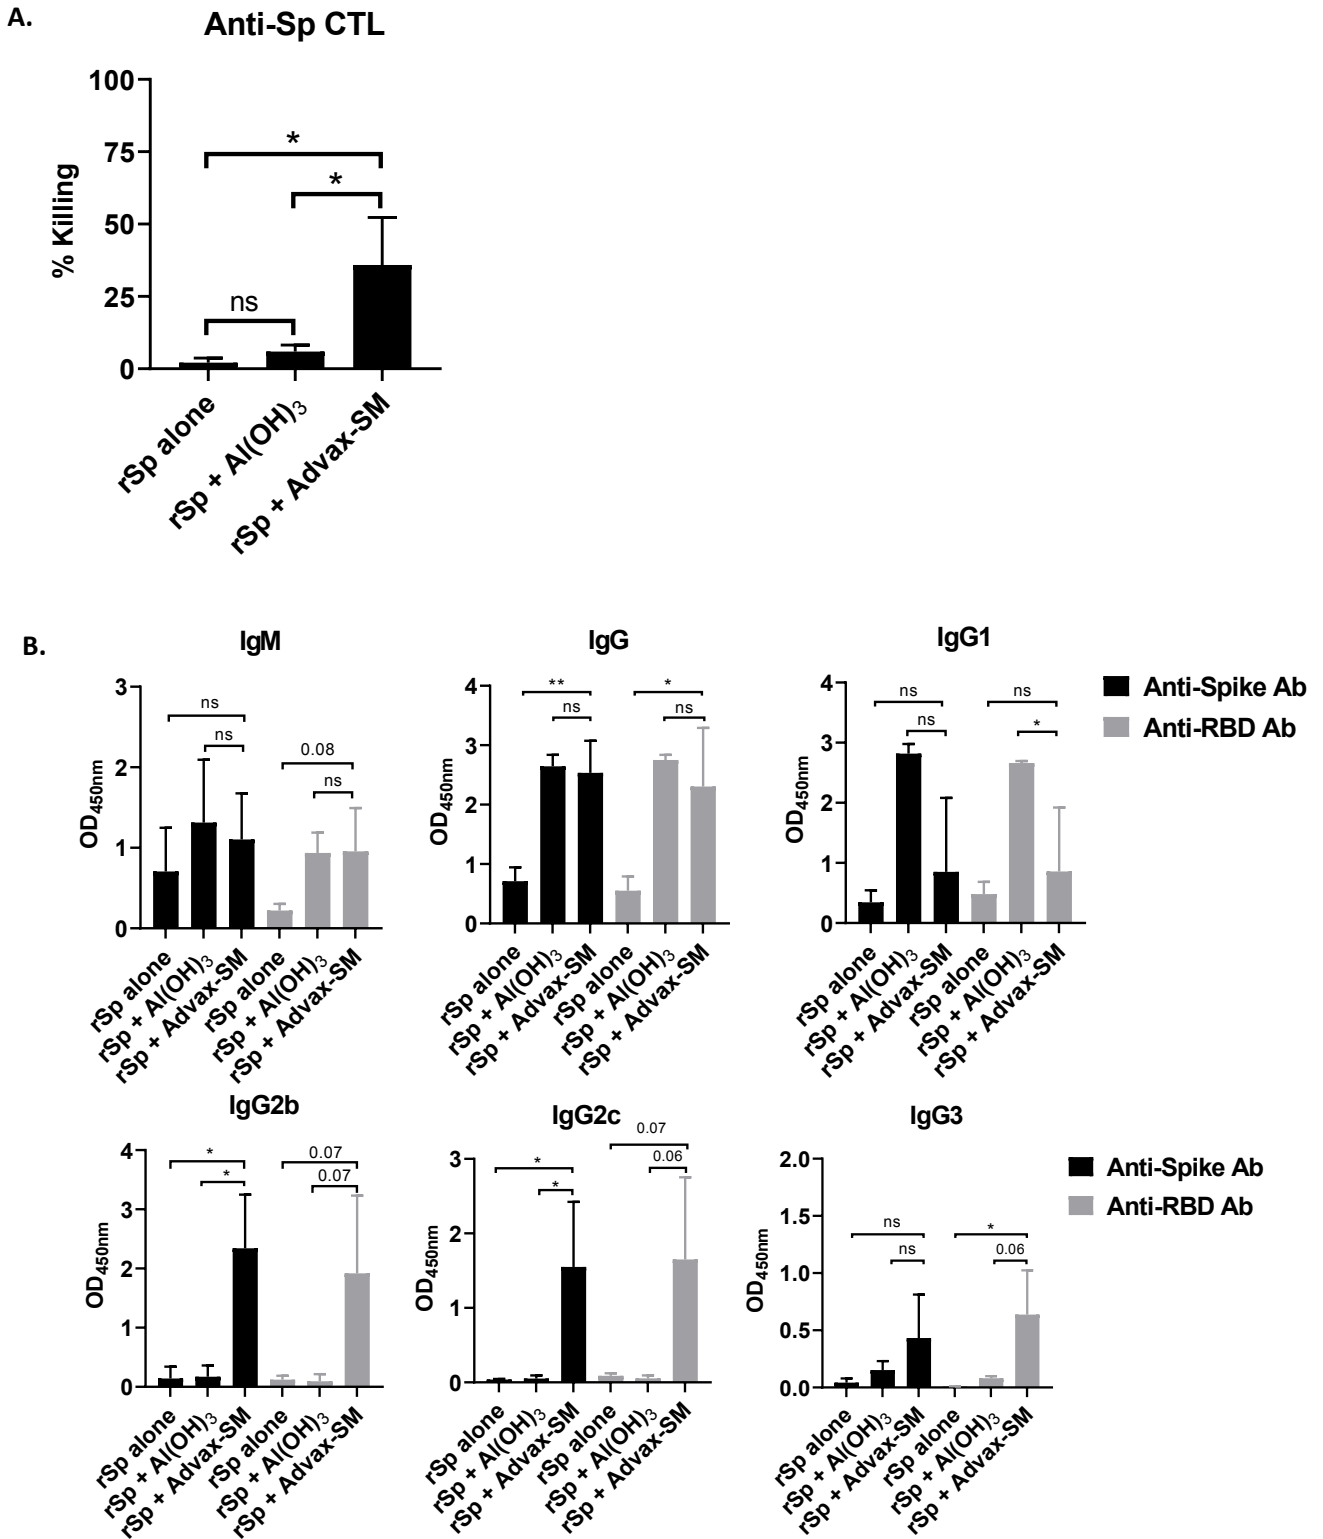 A.
Anti-Sp CTL
% Killing
100
75
50
25
0
*
*
ns
rSp alone
rSp + Al(OH)3
rSp + Advax-SM
B.
IgM
OD450nm
3
2
1
0
ns
ns
0.08
ns
rSp alone
rSp + Al(OH)3
rSp + Advax-SM
rSp alone
rSp + Al(OH)3
rSp + Advax-SM
IgG
OD450nm
4
3
2
1
0
**
ns
*
ns
rSp alone
rSp + Al(OH)3
rSp + Advax-SM
rSp alone
rSp + Al(OH)3
rSp + Advax-SM
IgG1
OD450nm
4
3
2
1
0
ns
ns
ns
*
rSp alone
rSp + Al(OH)3
rSp + Advax-SM
rSp alone
rSp + Al(OH)3
rSp + Advax-SM
Anti-Spike Ab
Anti-RBD Ab
IgG2b
OD450nm
4
3
2
1
0
*
*
0.07
0.07
rSp alone
rSp + Al(OH)3
rSp + Advax-SM
rSp alone
rSp + Al(OH)3
rSp + Advax-SM
IgG2c
OD450nm
3
2
1
0
*
*
0.07
0.06
rSp alone
rSp + Al(OH)3
rSp + Advax-SM
rSp alone
rSp + Al(OH)3
rSp + Advax-SM
IgG3
OD450nm
2.0
1.5
1.0
0.5
0.0
ns
ns
*
0.06
rSp alone
rSp + Al(OH)3
rSp + Advax-SM
rSp alone
rSp + Al(OH)3
rSp + Advax-SM
Anti-Spike Ab
Anti-RBD Ab